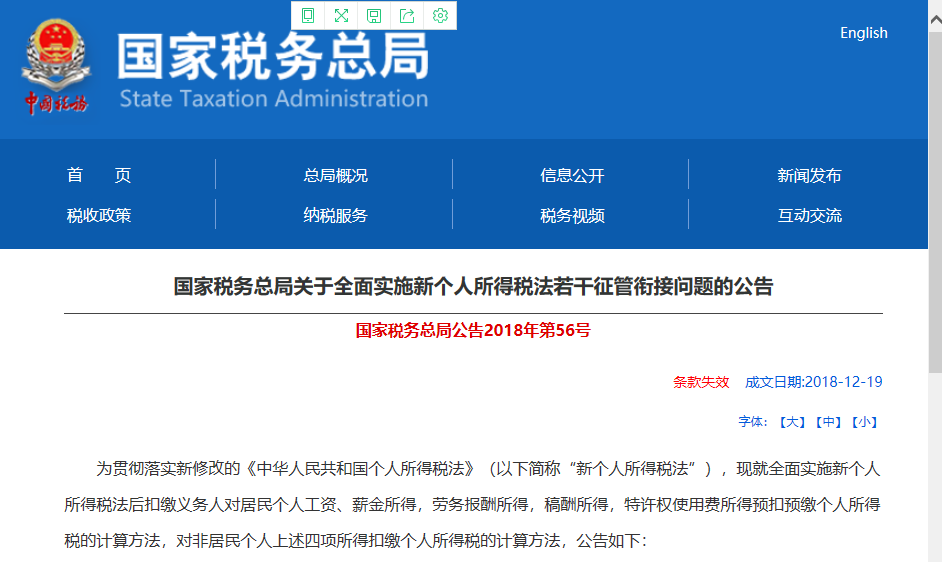 English
国家税务总局
State Taxation Administration
中国税务
首 页 总局概况 信息公开 新闻发布
税收政策 纳税服务 税务视频 互动交流
国家税务总局关于全面实施新个人所得税法若干征管衔接问题的公告
国家税务总局公告2018年第56号
条款失效 成文日期:2018-12-19
字体：【大】【中】【小】
为贯彻落实新修改的《中华人民共和国个人所得税法》（以下简称“新个人所得税法”），现就全面实施新个人
所得税法后扣缴义务人对居民个人工资、薪金所得，劳务报酬所得，稿酬所得，特许权使用费所得预扣预缴个人所得
税的计算方法，对非居民个人上述四项所得扣缴个人所得税的计算方法，公告如下：